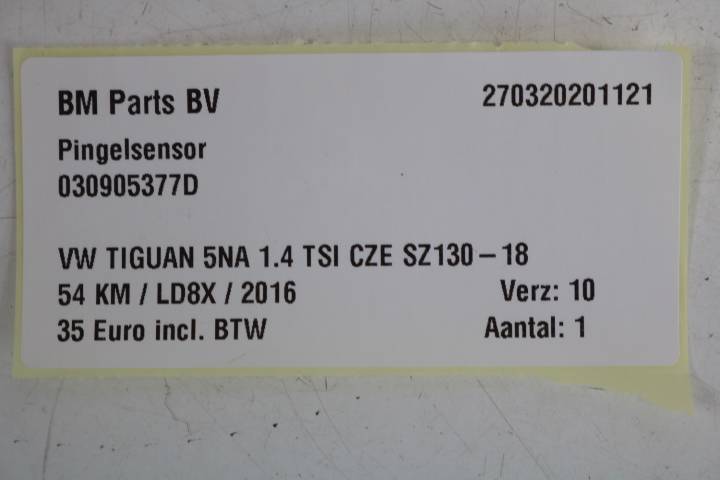 BM Parts BV 270320201121
Pingelsensor
030905377D
VW TIGUAN 5NA 1.4 TSI CZE SZ130-18
54 KM / LD8X / 2016 Verz: 10
35 Euro incl. BTW Aantal: 1